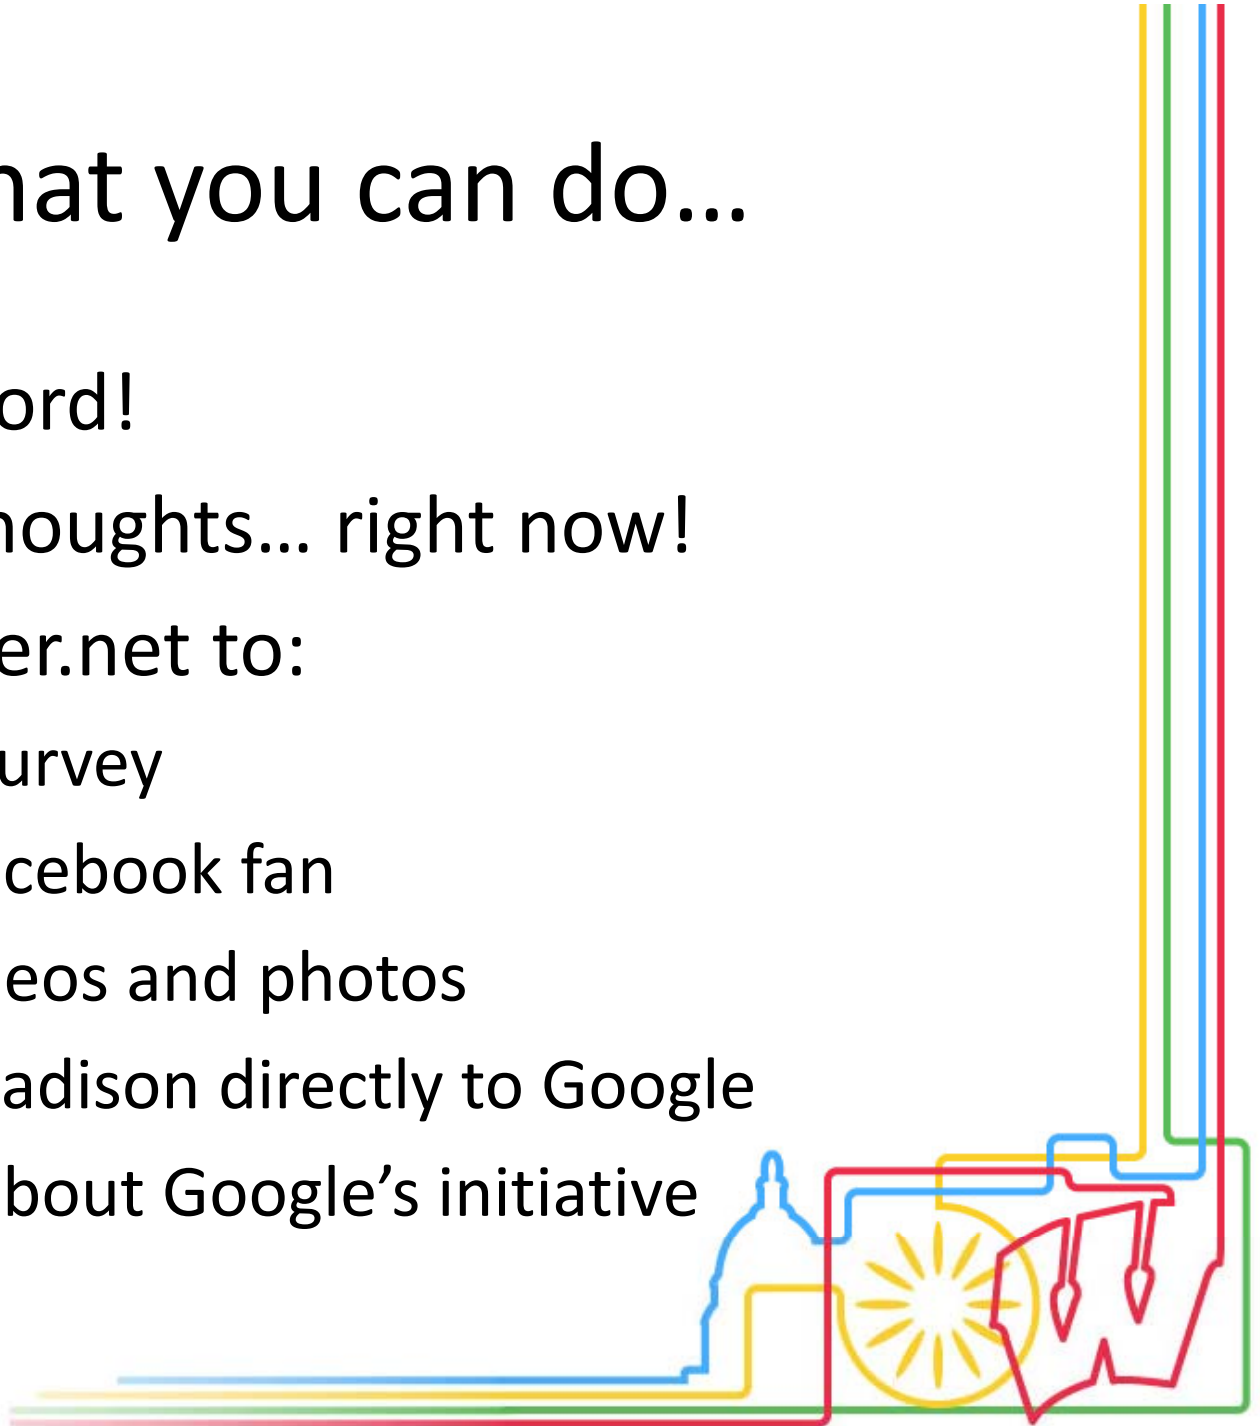 hat you can do...
ord!
houghts... right now!
er.net to:
urvey
cebook fan
eos and photos
adison directly to Google
bout Google’s initiative
W